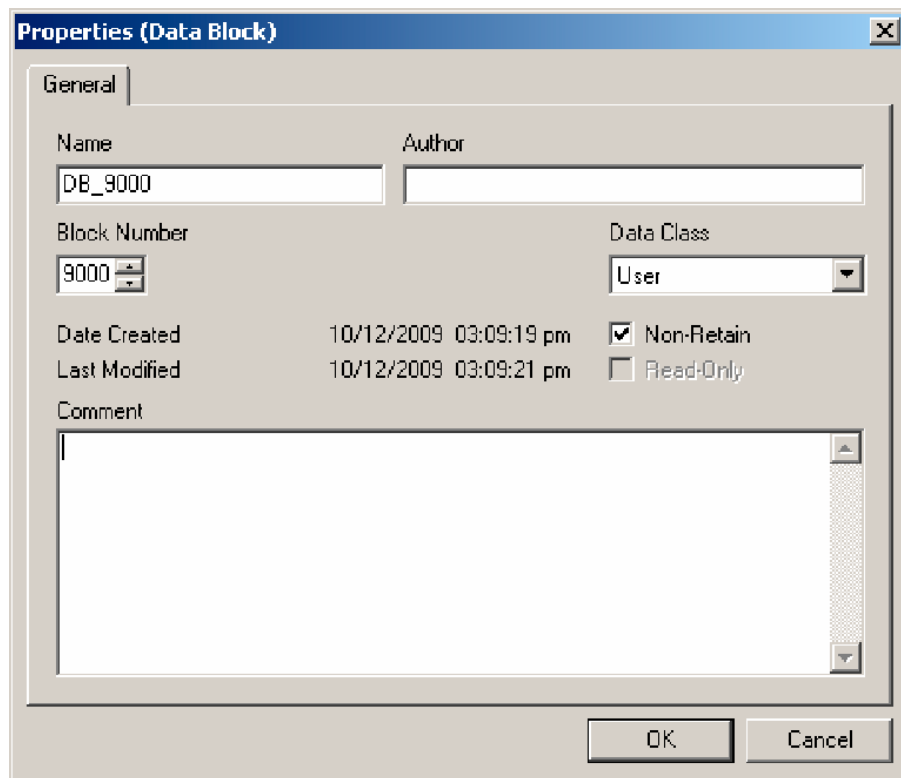 Properties (Data Block)
General
Name Author
DB_9000
Block Number Data Class
9000 User
Date Created 10/12/2009 03:09:19 pm Non-Retain
Last Modified 10/12/2009 03:09:21 pm Read-Only
Comment
OK Cancel